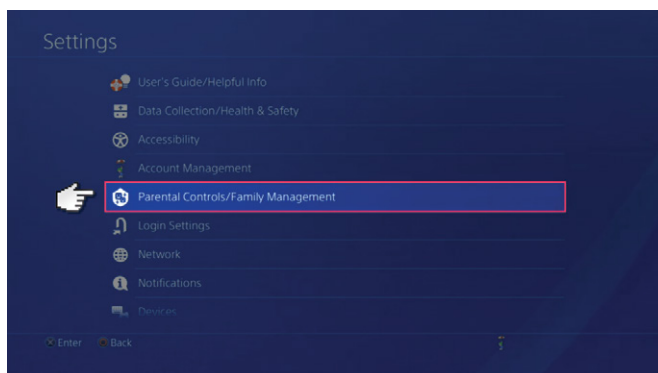 Settings
User's Guide/Helpful Info
Data Collection/Health & Safety
Accessibility
Account Management
Parental Controls/Family Management
Login Settings
Network
Notifications
Devices
Enter Back